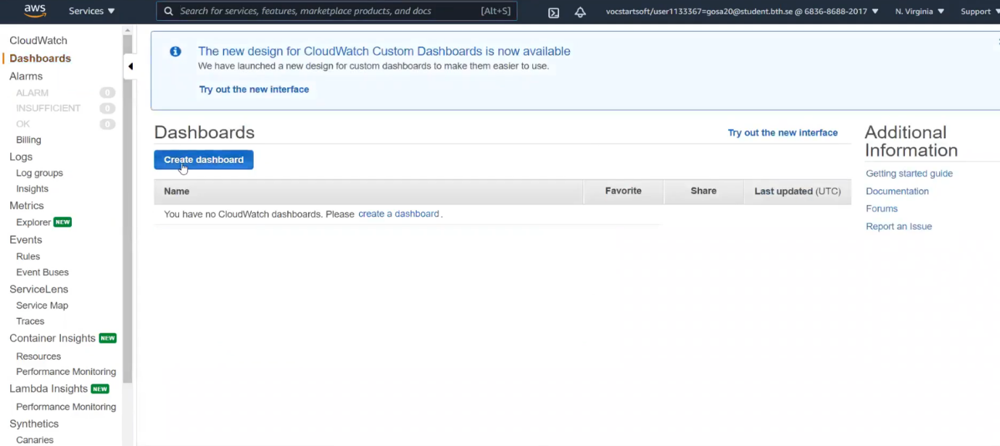 aws
Services
Search for services, features, marketplace products, and docs [Alt+S]
vocstartsoft/user1133367=gosa20@student.bth.se @ 6836-8688-2017
N. Virginia
Support
CloudWatch
Dashboards
Alarms
ALARM 0
INSUFFICIENT 0
OK 0
Billing
Logs
Log groups
Insights
Metrics
Explorer NEW
Events
Rules
Event Buses
ServiceLens
Service Map
Traces
Container Insights NEW
Resources
Performance Monitoring
Lambda Insights NEW
Performance Monitoring
Synthetics
Canaries
The new design for CloudWatch Custom Dashboards is now available
We have launched a new design for custom dashboards to make them easier to use.
Try out the new interface
Dashboards
Try out the new interface
Create dashboard
Name Favorite Share Last updated (UTC)
You have no CloudWatch dashboards. Please create a dashboard.
Additional
Information
Getting started guide
Documentation
Forums
Report an Issue